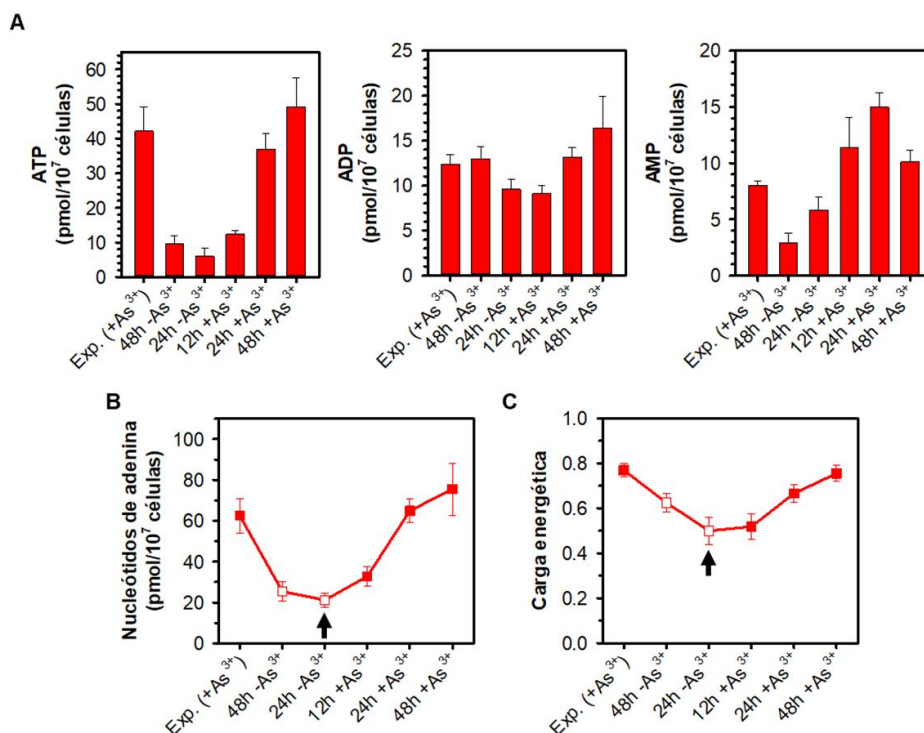 A
ATP
(pmol/10⁷ células)
60
50
40
30
20
10
0
Exp. (+As³⁺)
48h -As³⁺
24h -As³⁺
12h +As³⁺
24h +As³⁺
48h +As³⁺
ADP
(pmol/10⁷ células)
25
20
15
10
5
0
Exp. (+As³⁺)
48h -As³⁺
24h -As³⁺
12h +As³⁺
24h +As³⁺
48h +As³⁺
AMP
(pmol/10⁷ células)
20
15
10
5
0
Exp. (+As³⁺)
48h -As³⁺
24h -As³⁺
12h +As³⁺
24h +As³⁺
48h +As³⁺
B
Nucleótidos de adenina
(pmol/10⁷ células)
100
80
60
40
20
0
Exp. (+As³⁺)
48h -As³⁺
24h -As³⁺
12h +As³⁺
24h +As³⁺
48h +As³⁺
C
Carga energética
1.0
0.8
0.6
0.4
0.2
0.0
Exp. (+As³⁺)
48h -As³⁺
24h -As³⁺
12h +As³⁺
24h +As³⁺
48h +As³⁺